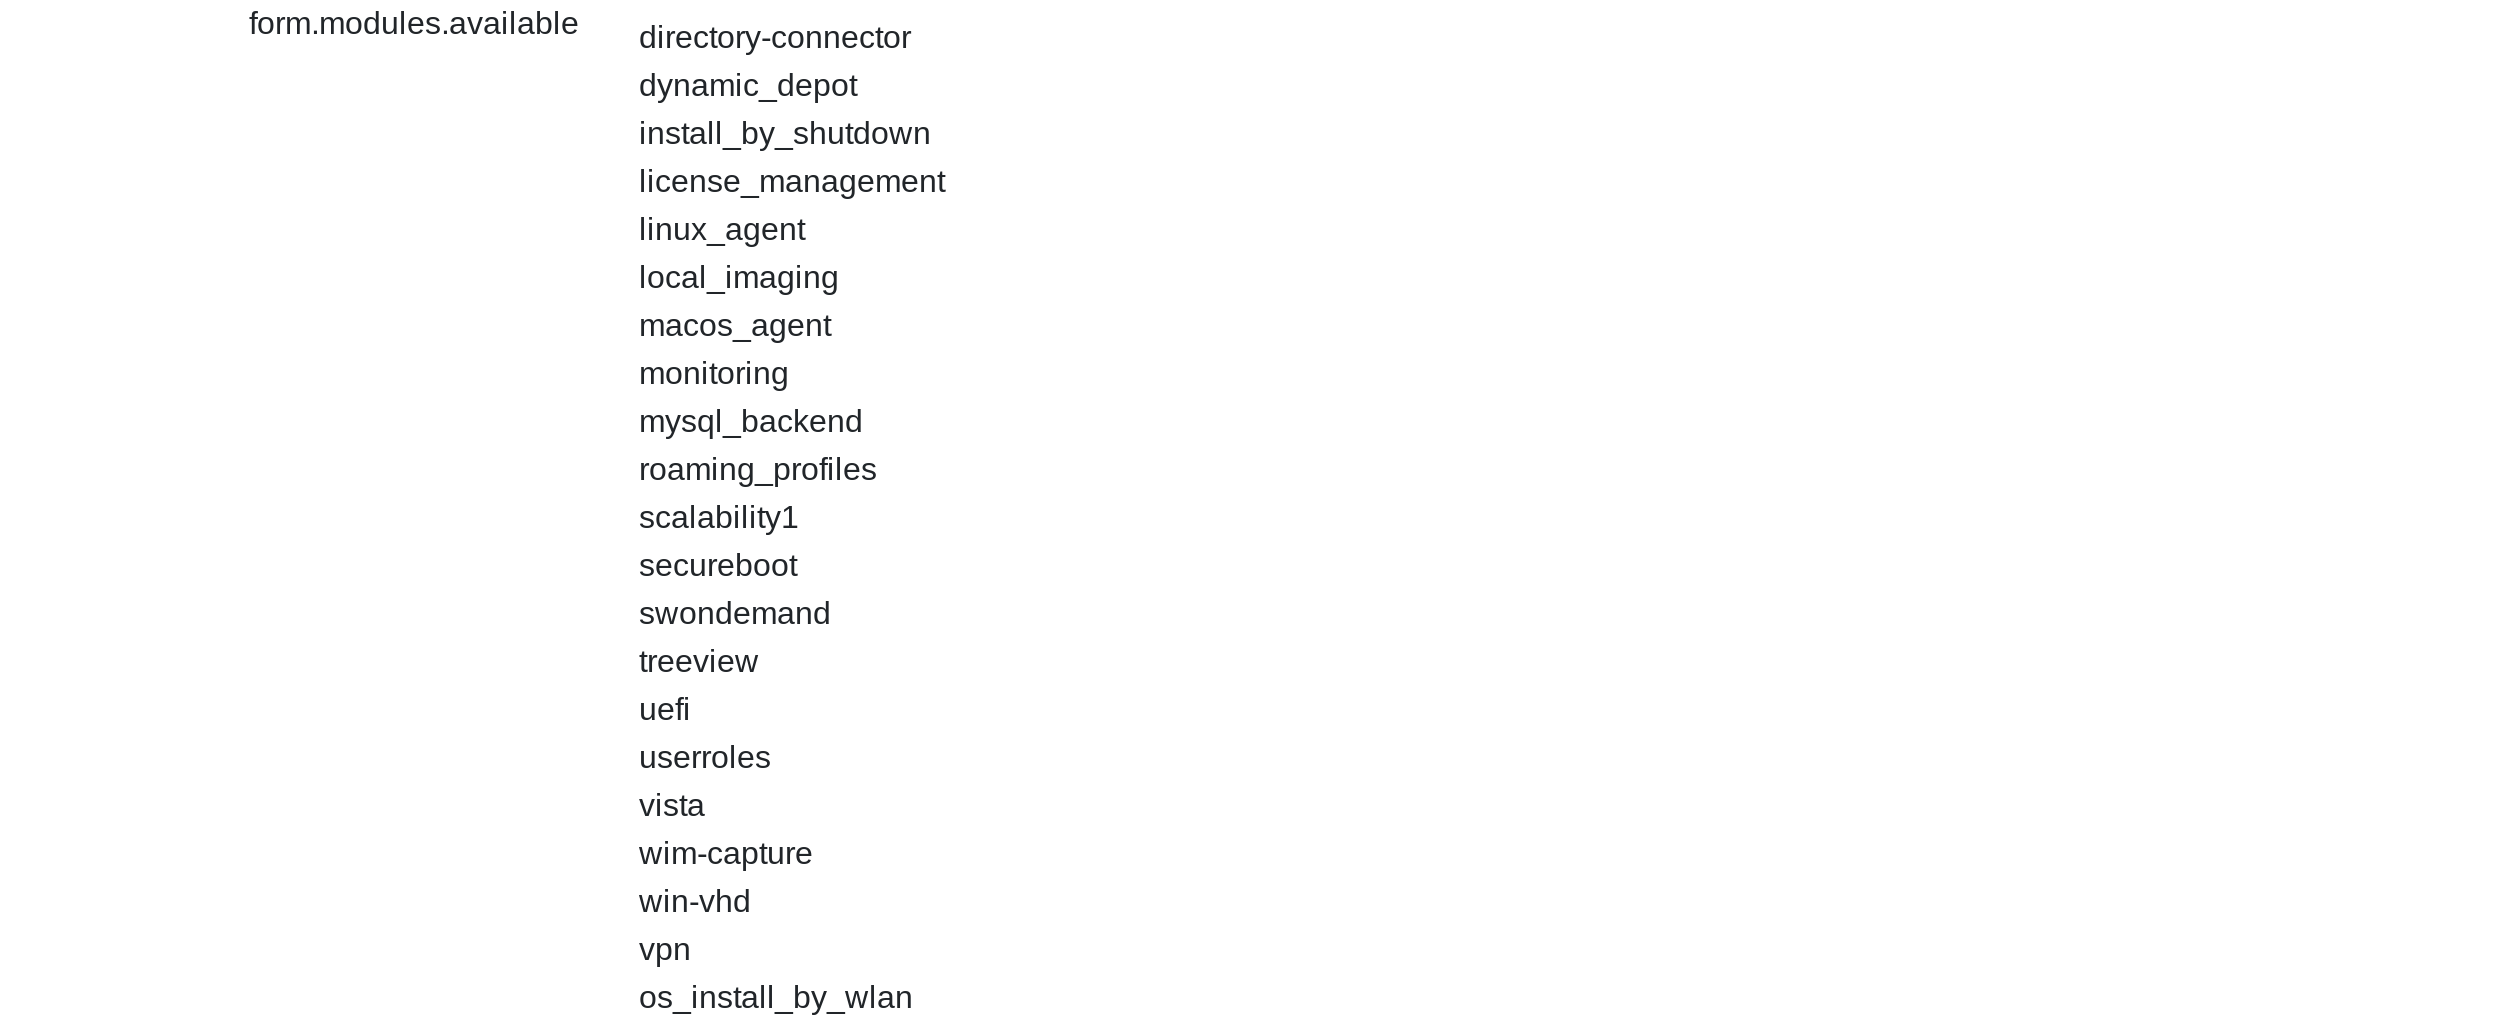 form.modules.available
directory-connector
dynamic_depot
install_by_shutdown
license_management
linux_agent
local_imaging
macos_agent
monitoring
mysql_backend
roaming_profiles
scalability1
secureboot
swondemand
treeview
uefi
userroles
vista
wim-capture
win-vhd
vpn
os_install_by_wlan